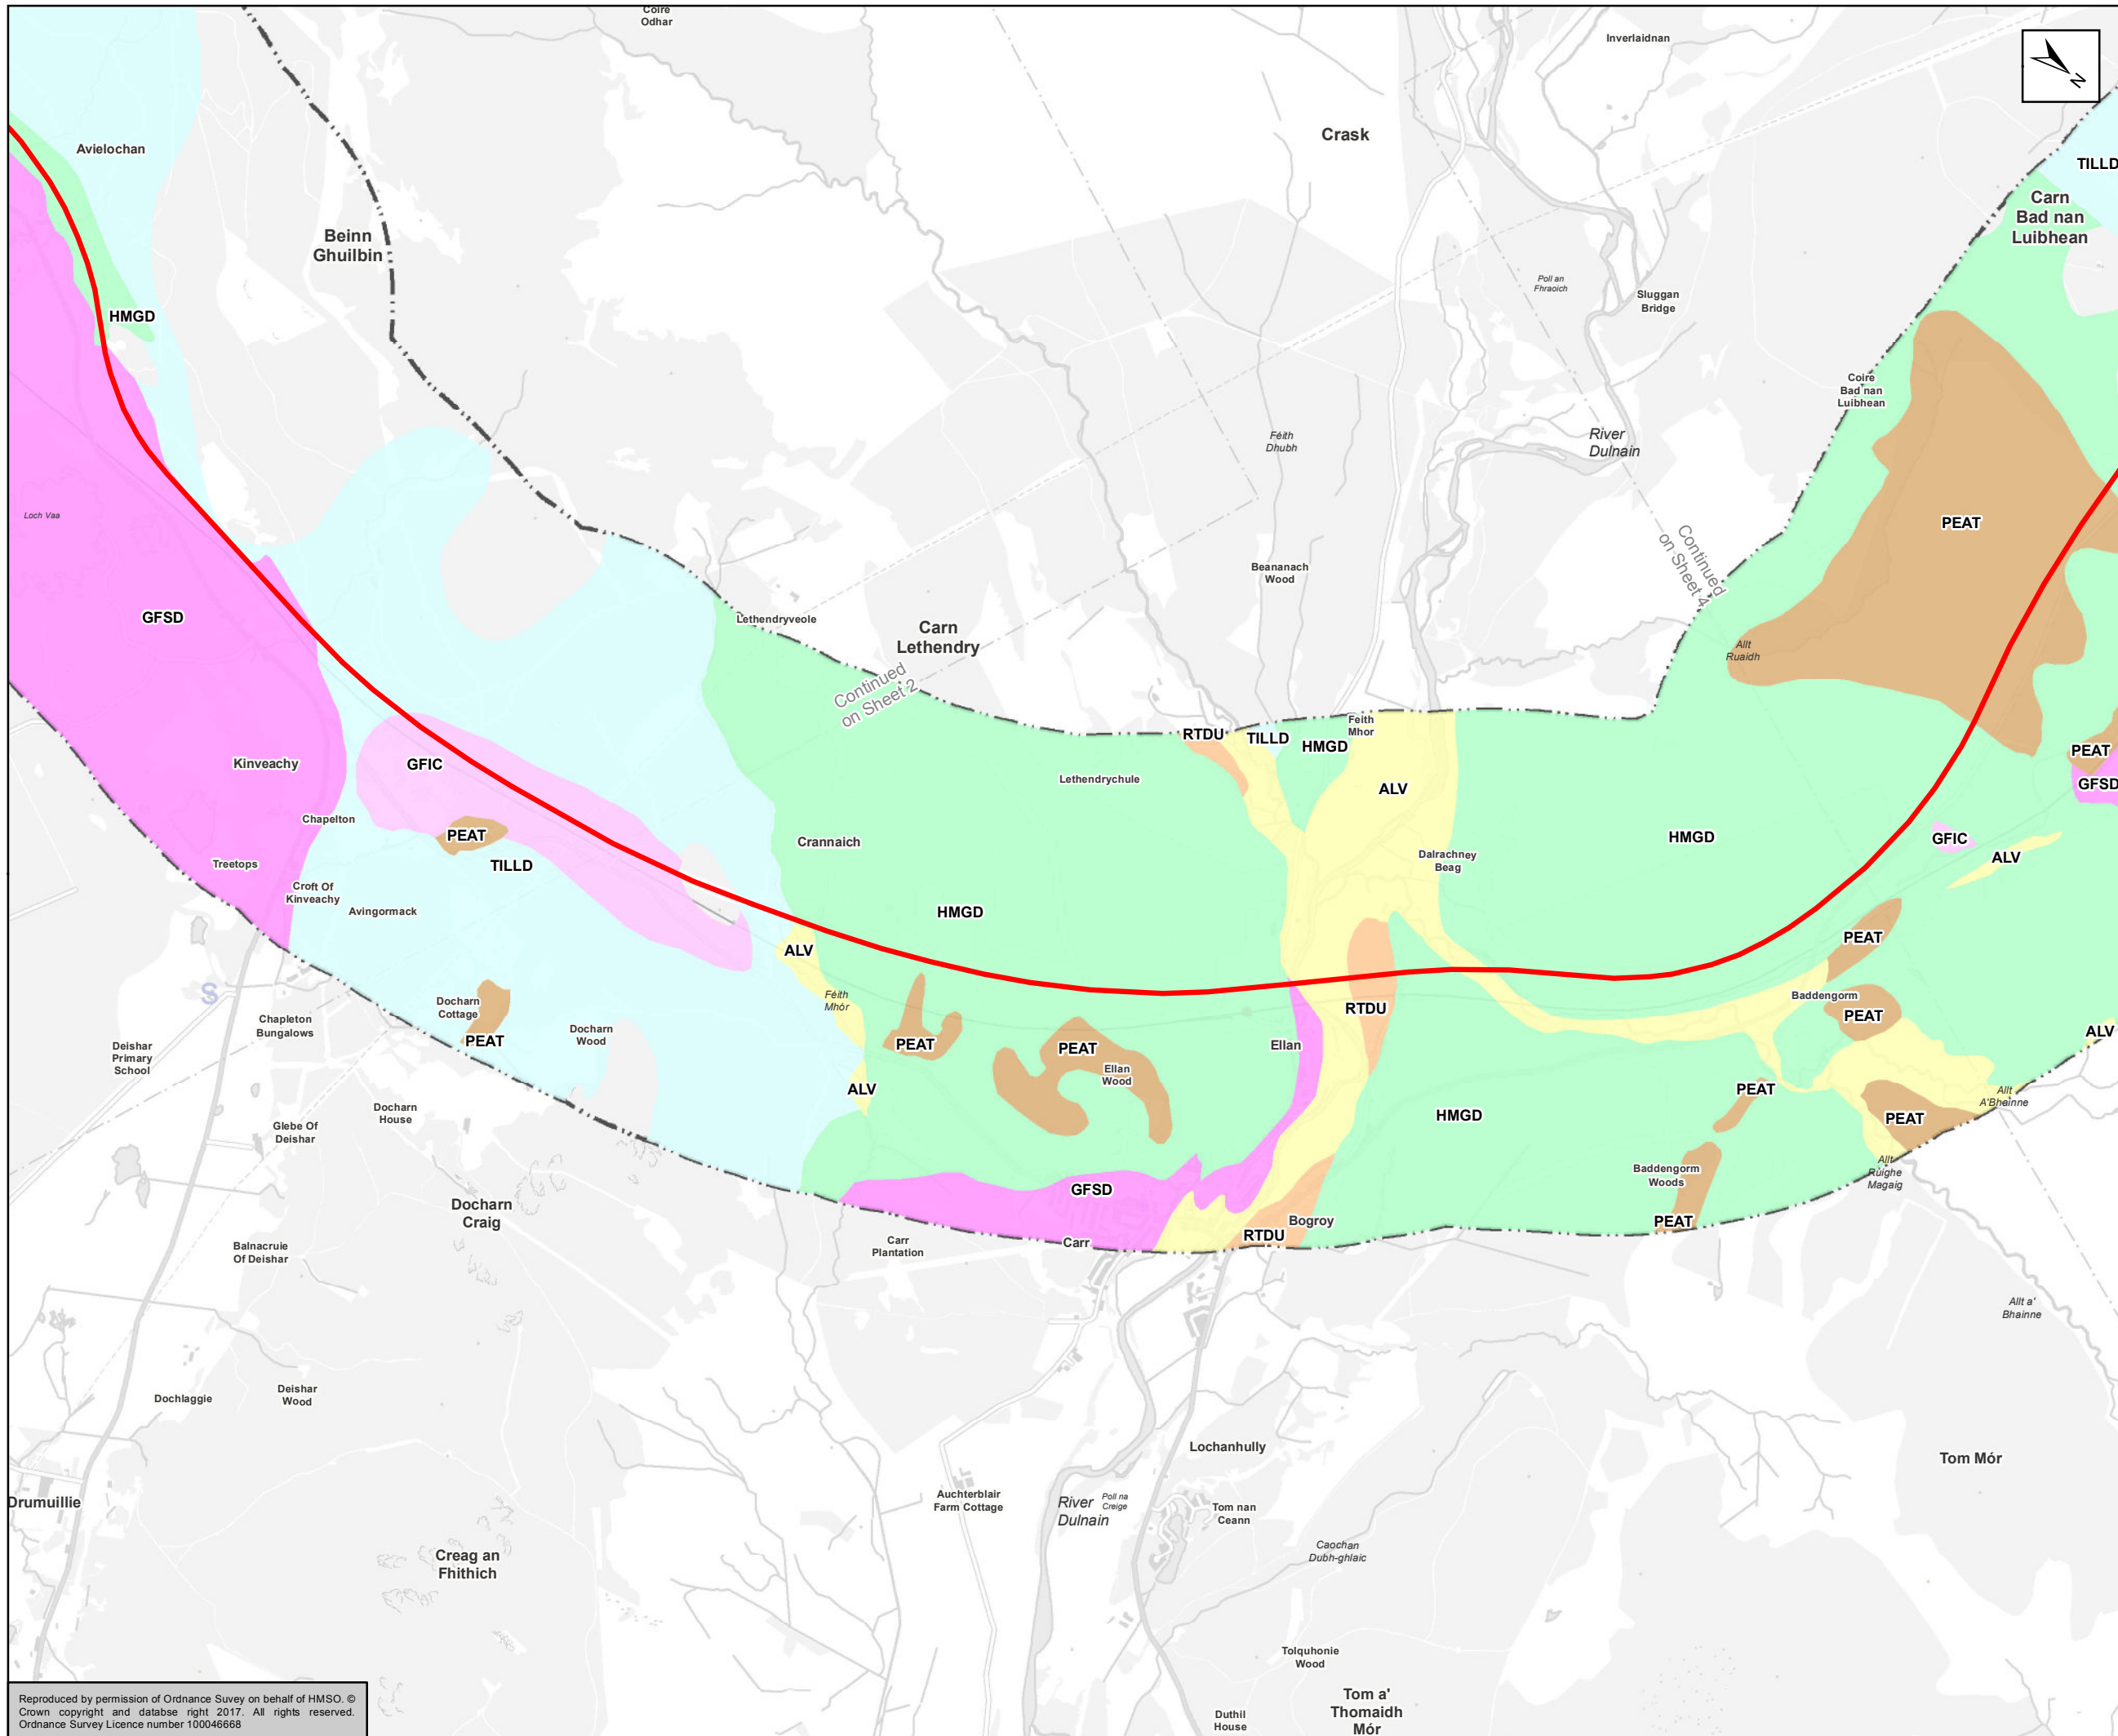 Coire
Odhar
Inverlaidnan
N
Crask
Avielochan
TILLD
Carn
Bad nan
Luibhean
Beinn
Ghuilbin
Poll an
Fhraoich
Sluggan
Bridge
HMGD
Coire
Bad nan
Luibhean
Féith
Dhubh
River
Dulnain
Loch Vaa
PEAT
Continued
on Sheet 4
Beananach
Wood
GFSD
Lethendryveole
Carn
Lethendry
Allt
Ruaidh
Continued
on Sheet 2
Feith
Mhor
RTDU
TILLD
HMGD
PEAT
Kinveachy
GFIC
Lethendrychule
ALV
GFSD
Chapelton
PEAT
Crannaich
HMGD
GFIC
Treetops
TILLD
Dalrachney
Beag
ALV
Croft Of
Kinveachy
Avingormack
HMGD
PEAT
ALV
Docharn
Cottage
Féith
Mhór
Baddengorm
S
Chapleton
Bungalows
Docharn
Wood
RTDU
PEAT
PEAT
Deishar
Primary
School
PEAT
PEAT
Ellan
ALV
Ellan
Wood
ALV
PEAT
Allt
A'Bhainne
Docharn
House
HMGD
PEAT
Glebe Of
Deishar
Baddengorm
Woods
Allt
Rùighe
Magaig
GFSD
Docharn
Craig
Bogroy
PEAT
RTDU
Carr
Plantation
Carr
Balnacruie
Of Deishar
Allt a'
Bhainne
Dochlaggie
Deishar
Wood
Lochanhully
Tom Mór
Drumuillie
Auchterblair
Farm Cottage
River
Dulnain
Poll na
Creige
Tom nan
Ceann
Creag an
Fhithich
Caochan
Dubh-ghlaic
Tolquhonie
Wood
Tom a'
Thomaidh
Mór
Duthil
House
Reproduced by permission of Ordnance Suvey on behalf of HMSO. ©
Crown copyright and databse right 2017. All rights reserved.
Ordnance Survey Licence number 100046668